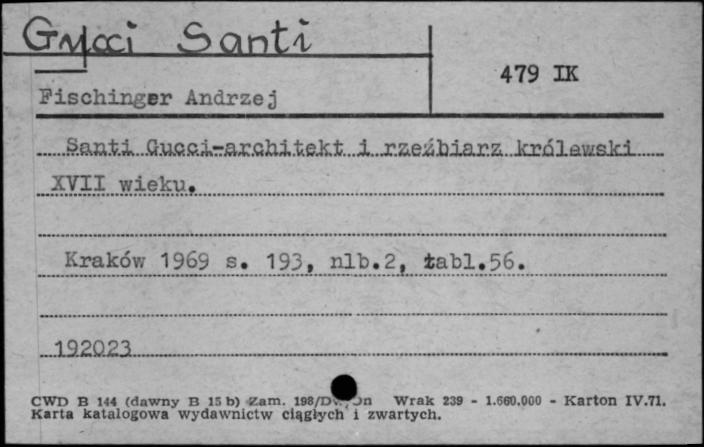 Gucci Santi
479 IK
Fischinger Andrzej
Santi Gucci-architekt i rzeźbiarz królewski
XVII wieku.
Kraków 1969 s. 193, nlb.2, tabl.56.
192023
CWD B 144 (dawny B 15 b) Zam. 198/D Wrak 239 - 1.660.000 - Karton IV.71.
Karta katalogowa wydawnictw ciągłych i zwartych.